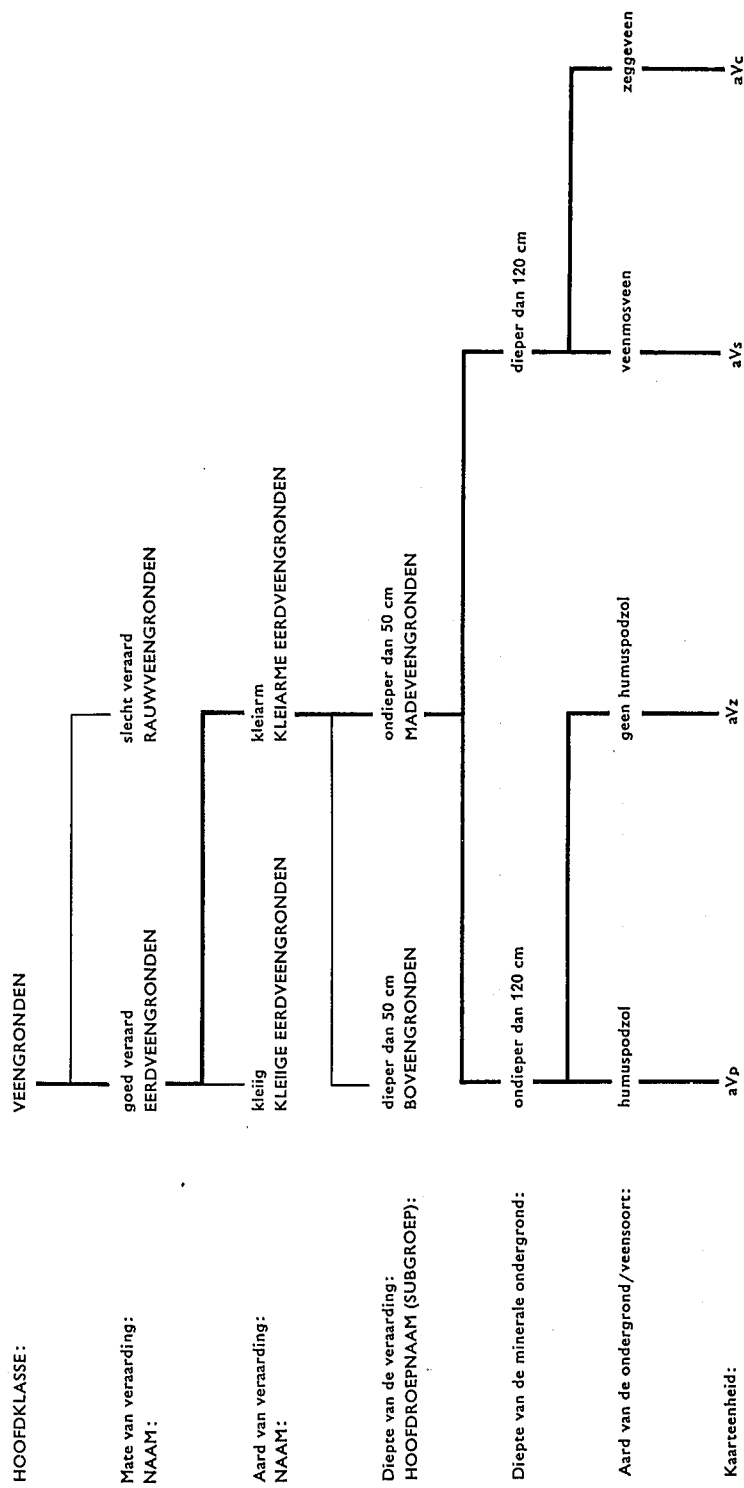 HOOFDKLASSE:
VEENGRONDEN
Mate van veraarding:
NAAM:
goed veraard
EERDVEENGRONDEN
slecht veraard
RAUWVEENGRONDEN
Aard van veraarding:
NAAM:
kleiig
KLEIIGE EERDVEENGRONDEN
kleiarm
KLEIARME EERDVEENGRONDEN
Diepte van de veraarding:
HOOFDROEPNAAM (SUBGROEP):
dieper dan 50 cm
BOVEENGRONDEN
ondieper dan 50 cm
MADEVEENGRONDEN
Diepte van de minerale ondergrond:
ondieper dan 120 cm
dieper dan 120 cm
Aard van de ondergrond/veensoort:
humuspodzol
geen humuspodzol
veenmosveen
zeggeveen
Kaarteenheid:
aVp
aVz
aVs
aVc